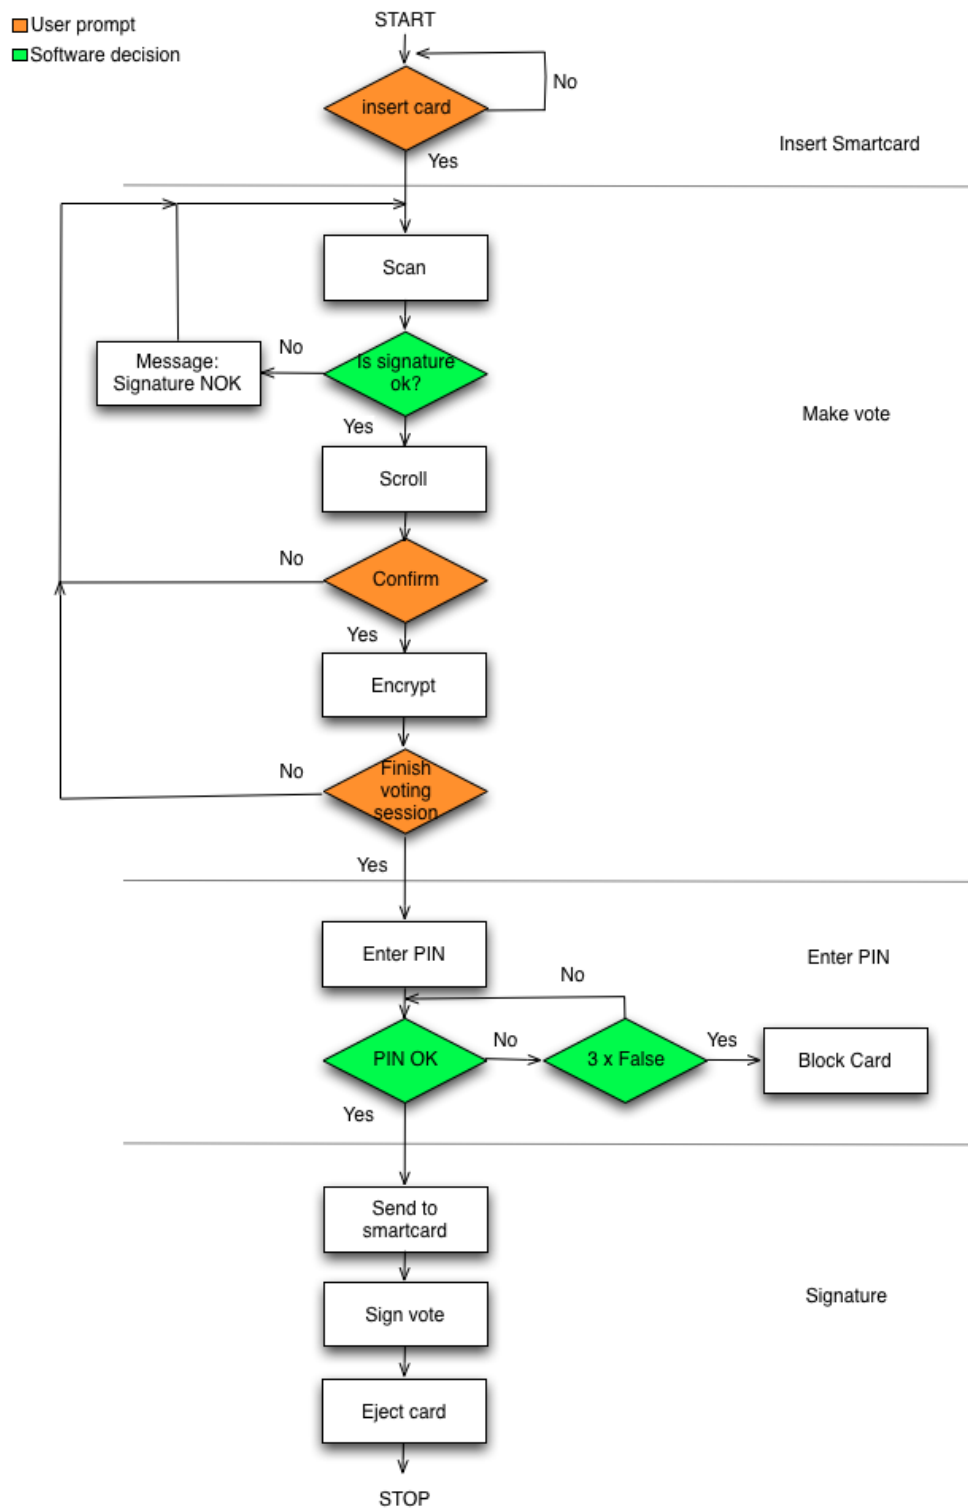 START
User prompt
Software decision
insert card
No
Insert Smartcard
Yes
Scan
No
Is signature
ok?
Message:
Signature NOK
Make vote
Yes
Scroll
No
Confirm
Yes
Encrypt
No
Finish
voting
session
Yes
Enter PIN
Enter PIN
No
PIN OK
No
3 x False
Yes
Block Card
Yes
Send to
smartcard
Signature
Sign vote
Eject card
STOP